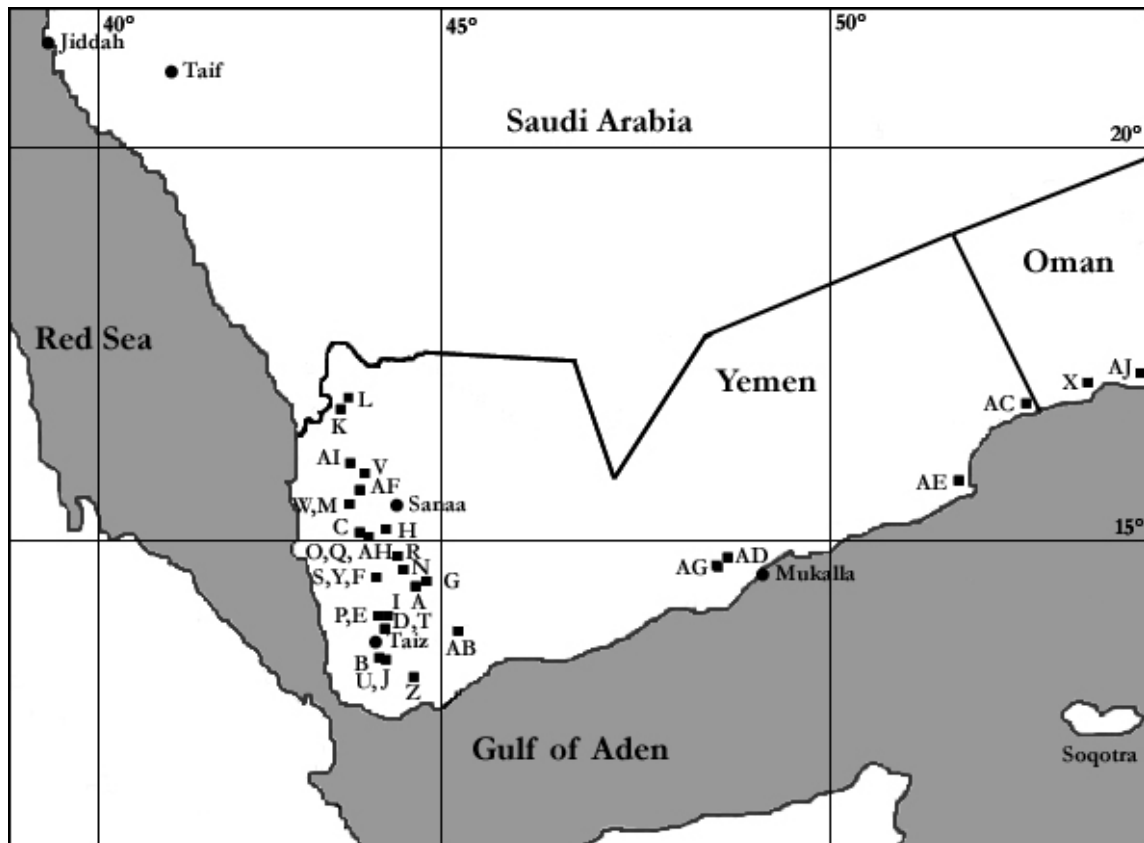 40°
45°
50°
Jiddah
Taif
Saudi Arabia
20°
Oman
Red Sea
Yemen
AJ
X
L
AC
K
AI
V
AE
AF
W,M
Sanaa
C
H
15°
O,Q, AH R
AD
N
AG
Mukalla
S,Y,F
G
I A
P,E
D,T
Taiz
AB
B
U,J
Z
Gulf of Aden
Soqotra